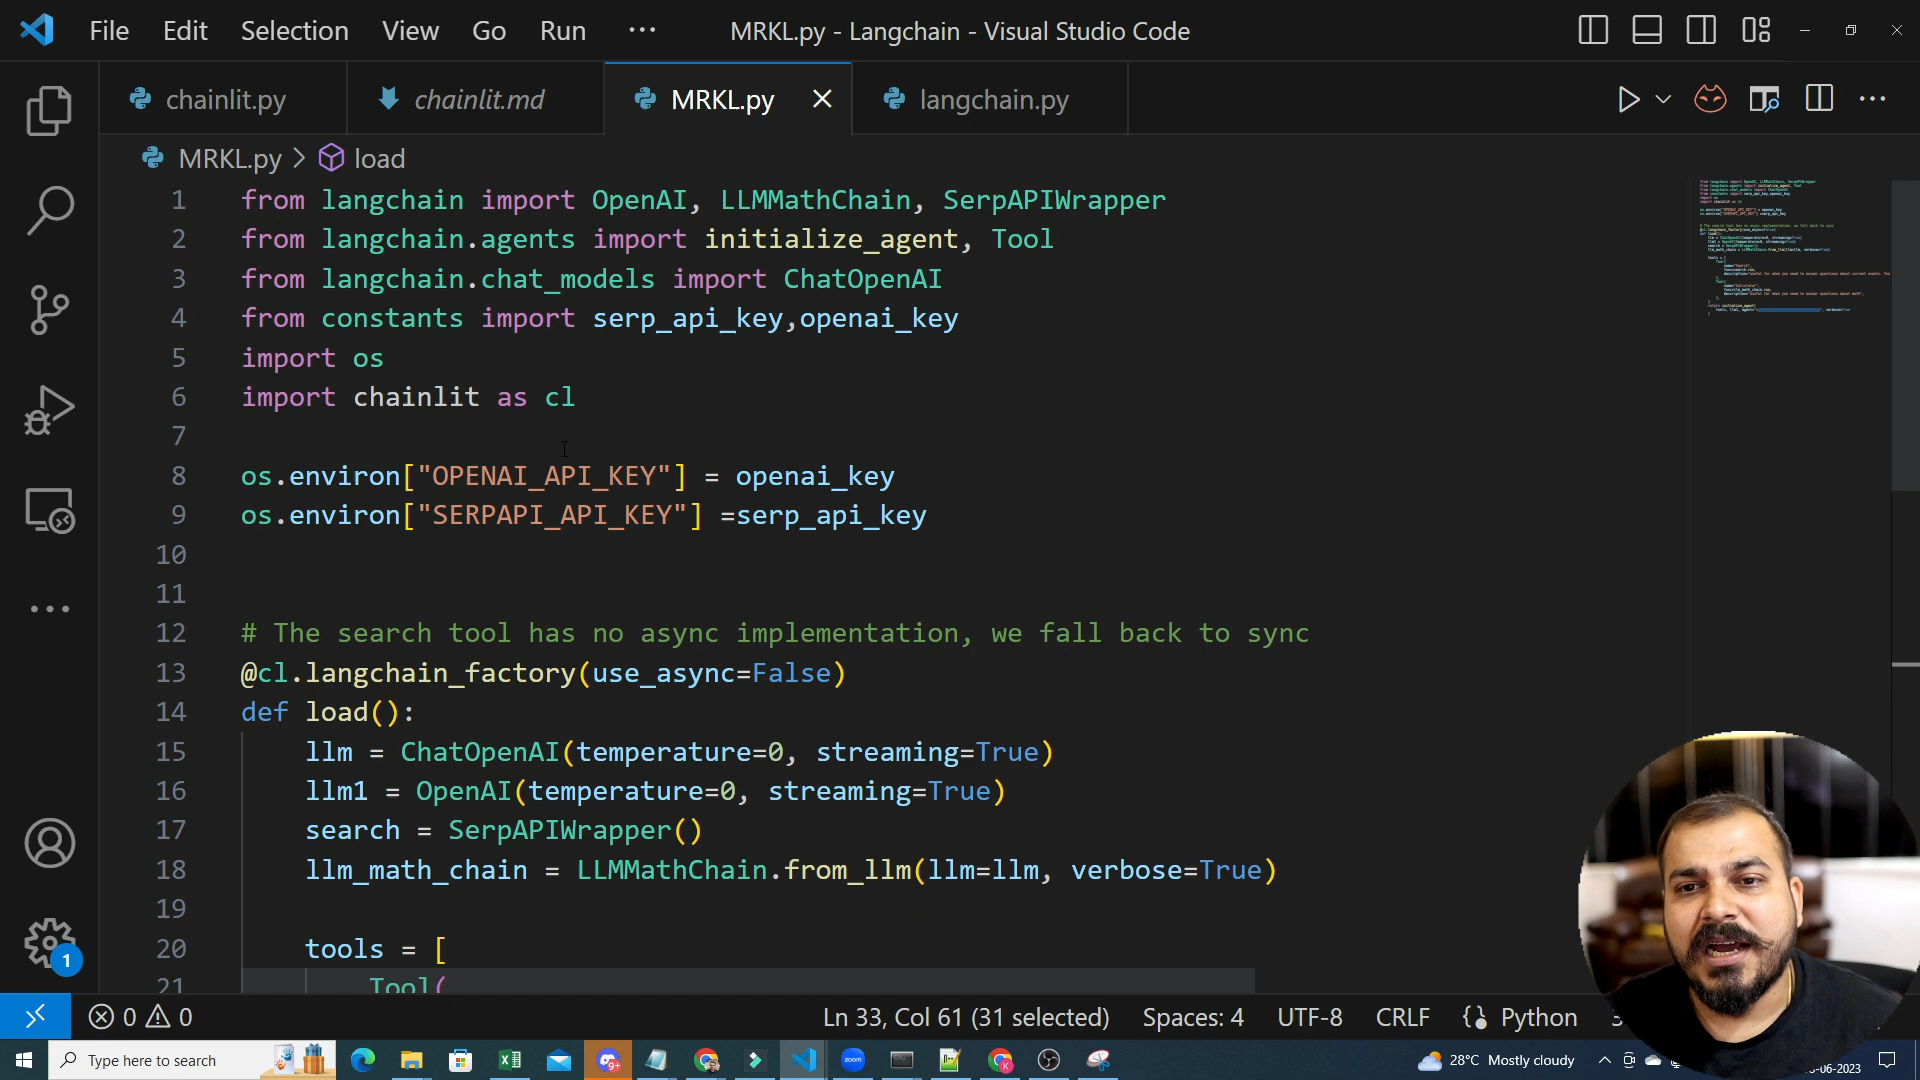 File Edit Selection View Go Run ··· MRKL.py - Langchain - Visual Studio Code
chainlit.py chainlit.md MRKL.py langchain.py
MRKL.py > load
1 from langchain import OpenAI, LLMMathChain, SerpAPIWrapper
2 from langchain.agents import initialize_agent, Tool
3 from langchain.chat_models import ChatOpenAI
4 from constants import serp_api_key,openai_key
5 import os
6 import chainlit as cl
7
8 os.environ["OPENAI_API_KEY"] = openai_key
9 os.environ["SERPAPI_API_KEY"] =serp_api_key
10
11
12 # The search tool has no async implementation, we fall back to sync
13 @cl.langchain_factory(use_async=False)
14 def load():
15 llm = ChatOpenAI(temperature=0, streaming=True)
16 llm1 = OpenAI(temperature=0, streaming=True)
17 search = SerpAPIWrapper()
18 llm_math_chain = LLMMathChain.from_llm(llm=llm, verbose=True)
19
20 tools = [
21 Tool(
1
0 0 Ln 33, Col 61 (31 selected) Spaces: 4 UTF-8 CRLF Python
Type here to search 9+ zoom 28°C Mostly cloudy -06-2023